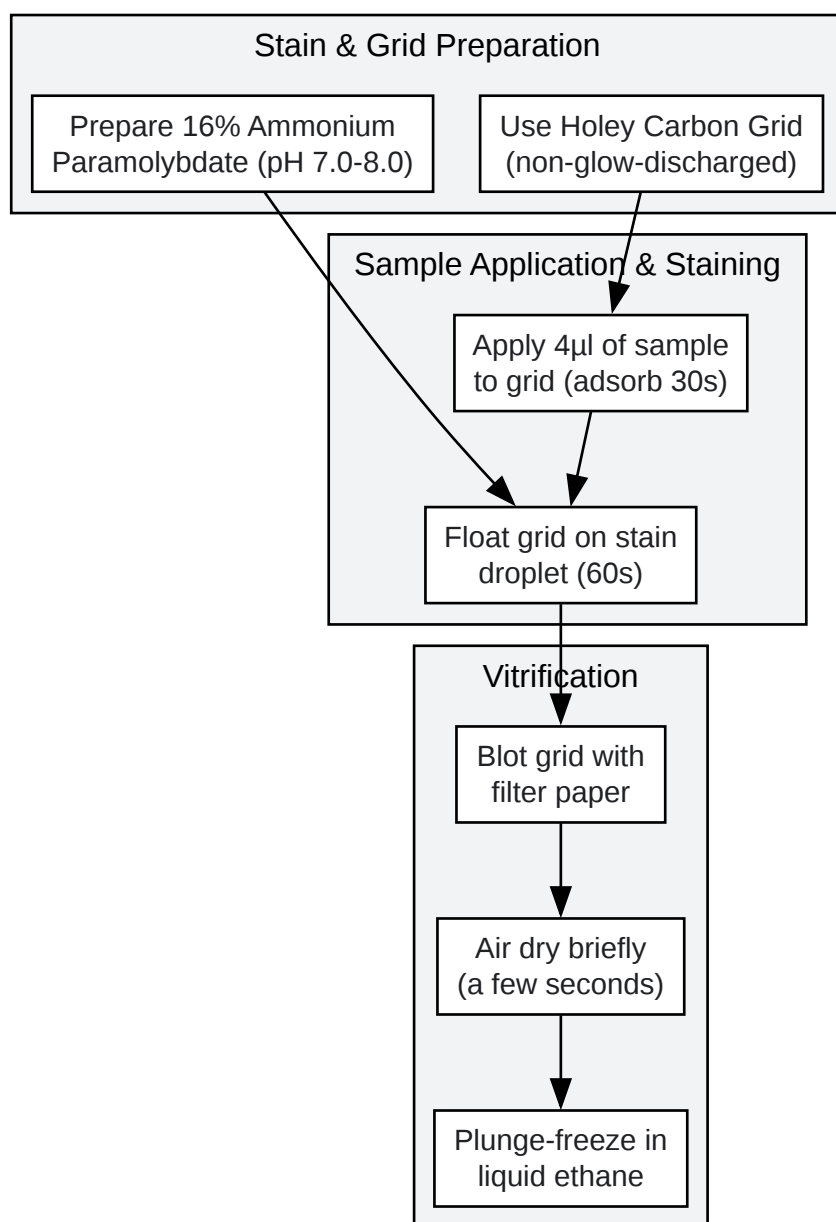 Stain & Grid Preparation
Prepare 16% Ammonium
Paramolybdate (pH 7.0-8.0)
Use Holey Carbon Grid
(non-glow-discharged)
Sample Application & Staining
Apply 4µl of sample
to grid (adsorb 30s)
Float grid on stain
droplet (60s)
Vitrification
Blot grid with
filter paper
Air dry briefly
(a few seconds)
Plunge-freeze in
liquid ethane